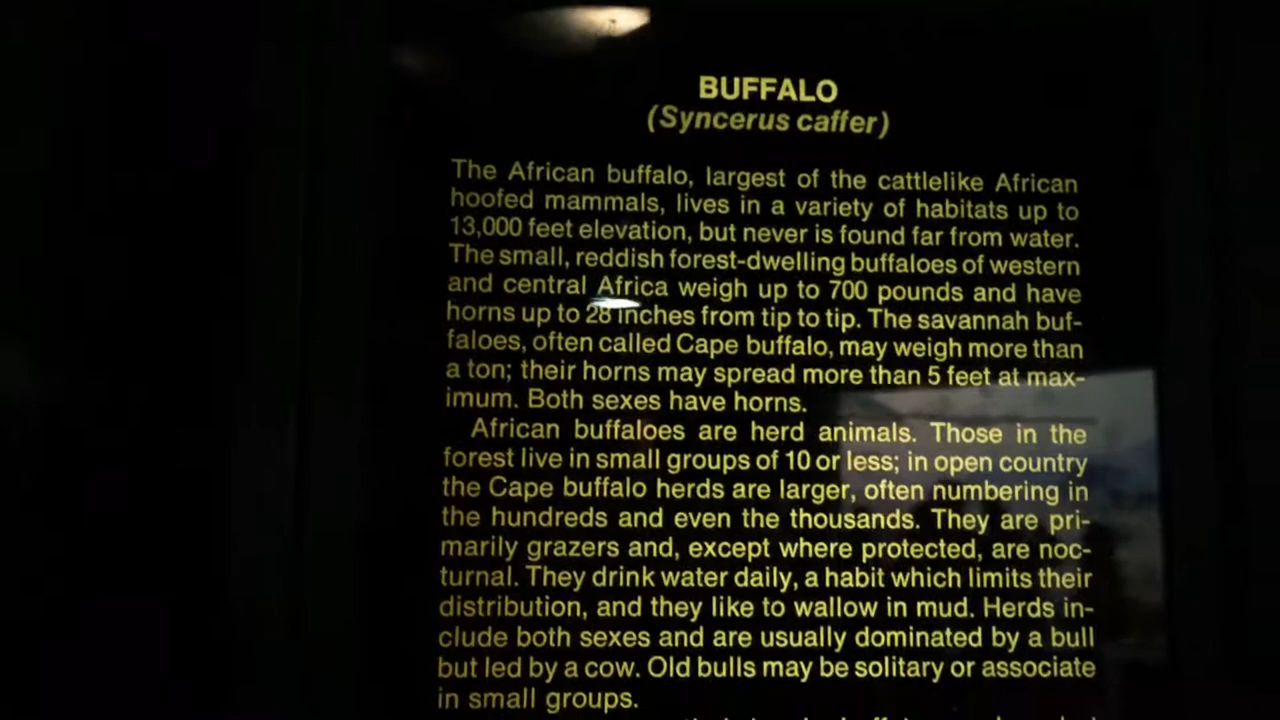 BUFFALO
(Syncerus caffer)
The African buffalo, largest of the cattlelike African
hoofed mammals, lives in a variety of habitats up to
13,000 feet elevation, but never is found far from water.
The small, reddish forest-dwelling buffaloes of western
and central Africa weigh up to 700 pounds and have
horns up to 28 inches from tip to tip. The savannah buf-
faloes, often called Cape buffalo, may weigh more than
a ton; their horns may spread more than 5 feet at max-
imum. Both sexes have horns.
African buffaloes are herd animals. Those in the
forest live in small groups of 10 or less; in open country
the Cape buffalo herds are larger, often numbering in
the hundreds and even the thousands. They are pri-
marily grazers and, except where protected, are noc-
turnal. They drink water daily, a habit which limits their
distribution, and they like to wallow in mud. Herds in-
clude both sexes and are usually dominated by a bull
but led by a cow. Old bulls may be solitary or associate
in small groups.